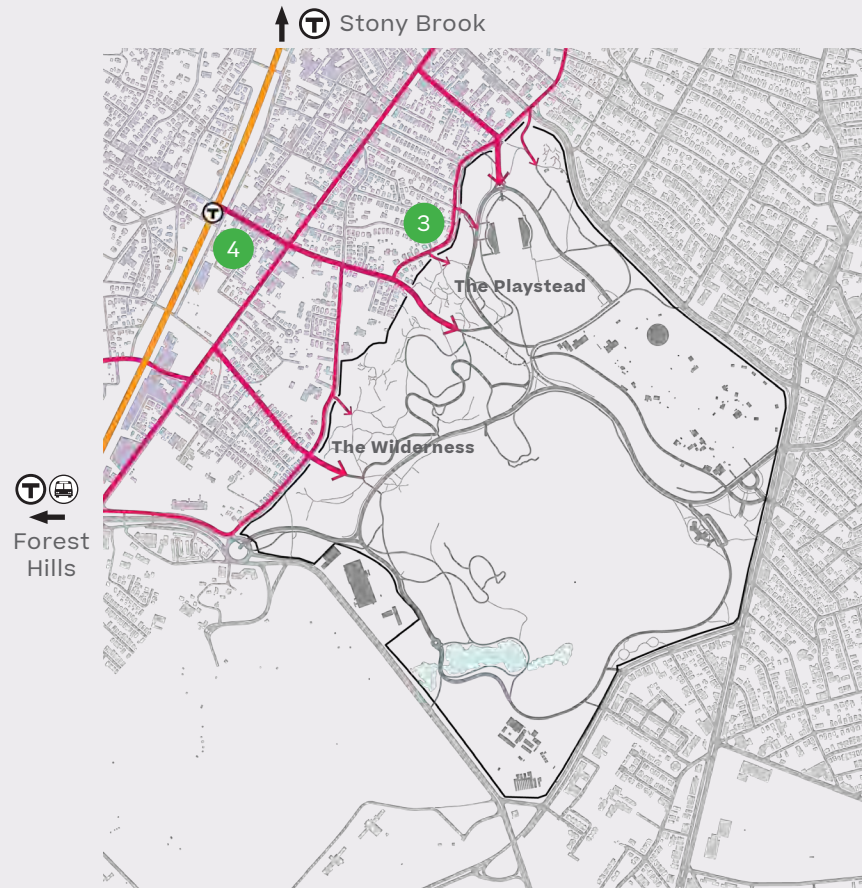 T Stony Brook
3
T
4
The Playstead
The Wilderness
T
Forest
Hills